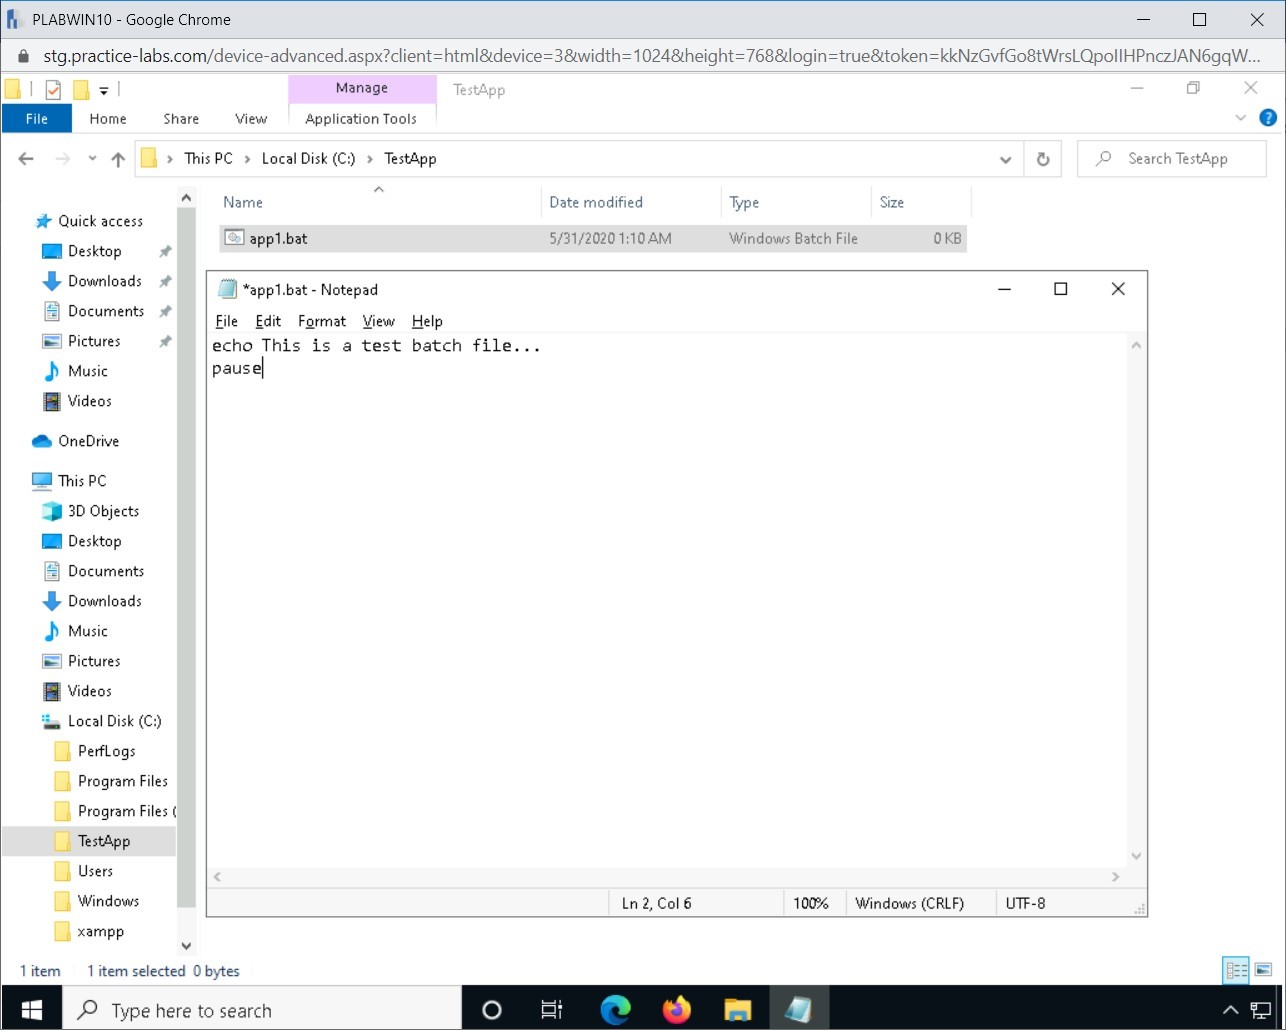 PLABWIN10 - Google Chrome
stg.practice-labs.com/device-advanced.aspx?client=html&device=3&width=1024&height=768&login=true&token=kkNzGvfGo8tWrsLQpoIIHPnczJAN6gqW...
Manage
TestApp
File
Home
Share
View
Application Tools
This PC
Local Disk (C:)
TestApp
Search TestApp
Name
Date modified
Type
Size
app1.bat
5/31/2020 1:10 AM
Windows Batch File
0 KB
Quick access
Desktop
Downloads
Documents
Pictures
Music
Videos
OneDrive
This PC
3D Objects
Desktop
Documents
Downloads
Music
Pictures
Videos
Local Disk (C:)
PerfLogs
Program Files
Program Files (
TestApp
Users
Windows
xampp
*app1.bat - Notepad
File Edit Format View Help
echo This is a test batch file...
pause
Ln 2, Col 6
100%
Windows (CRLF)
UTF-8
1 item
1 item selected 0 bytes
Type here to search